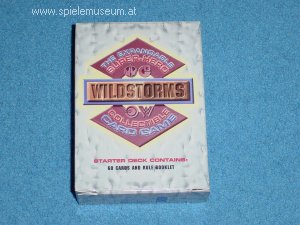 www.spielemuseum.at
THE EXPANDABLE
SUPER-HERO
WILDSTORMS
COLLECTIBLE
CARD GAME
STARTER DECK CONTAINS:
60 CARDS AND RULE BOOKLET